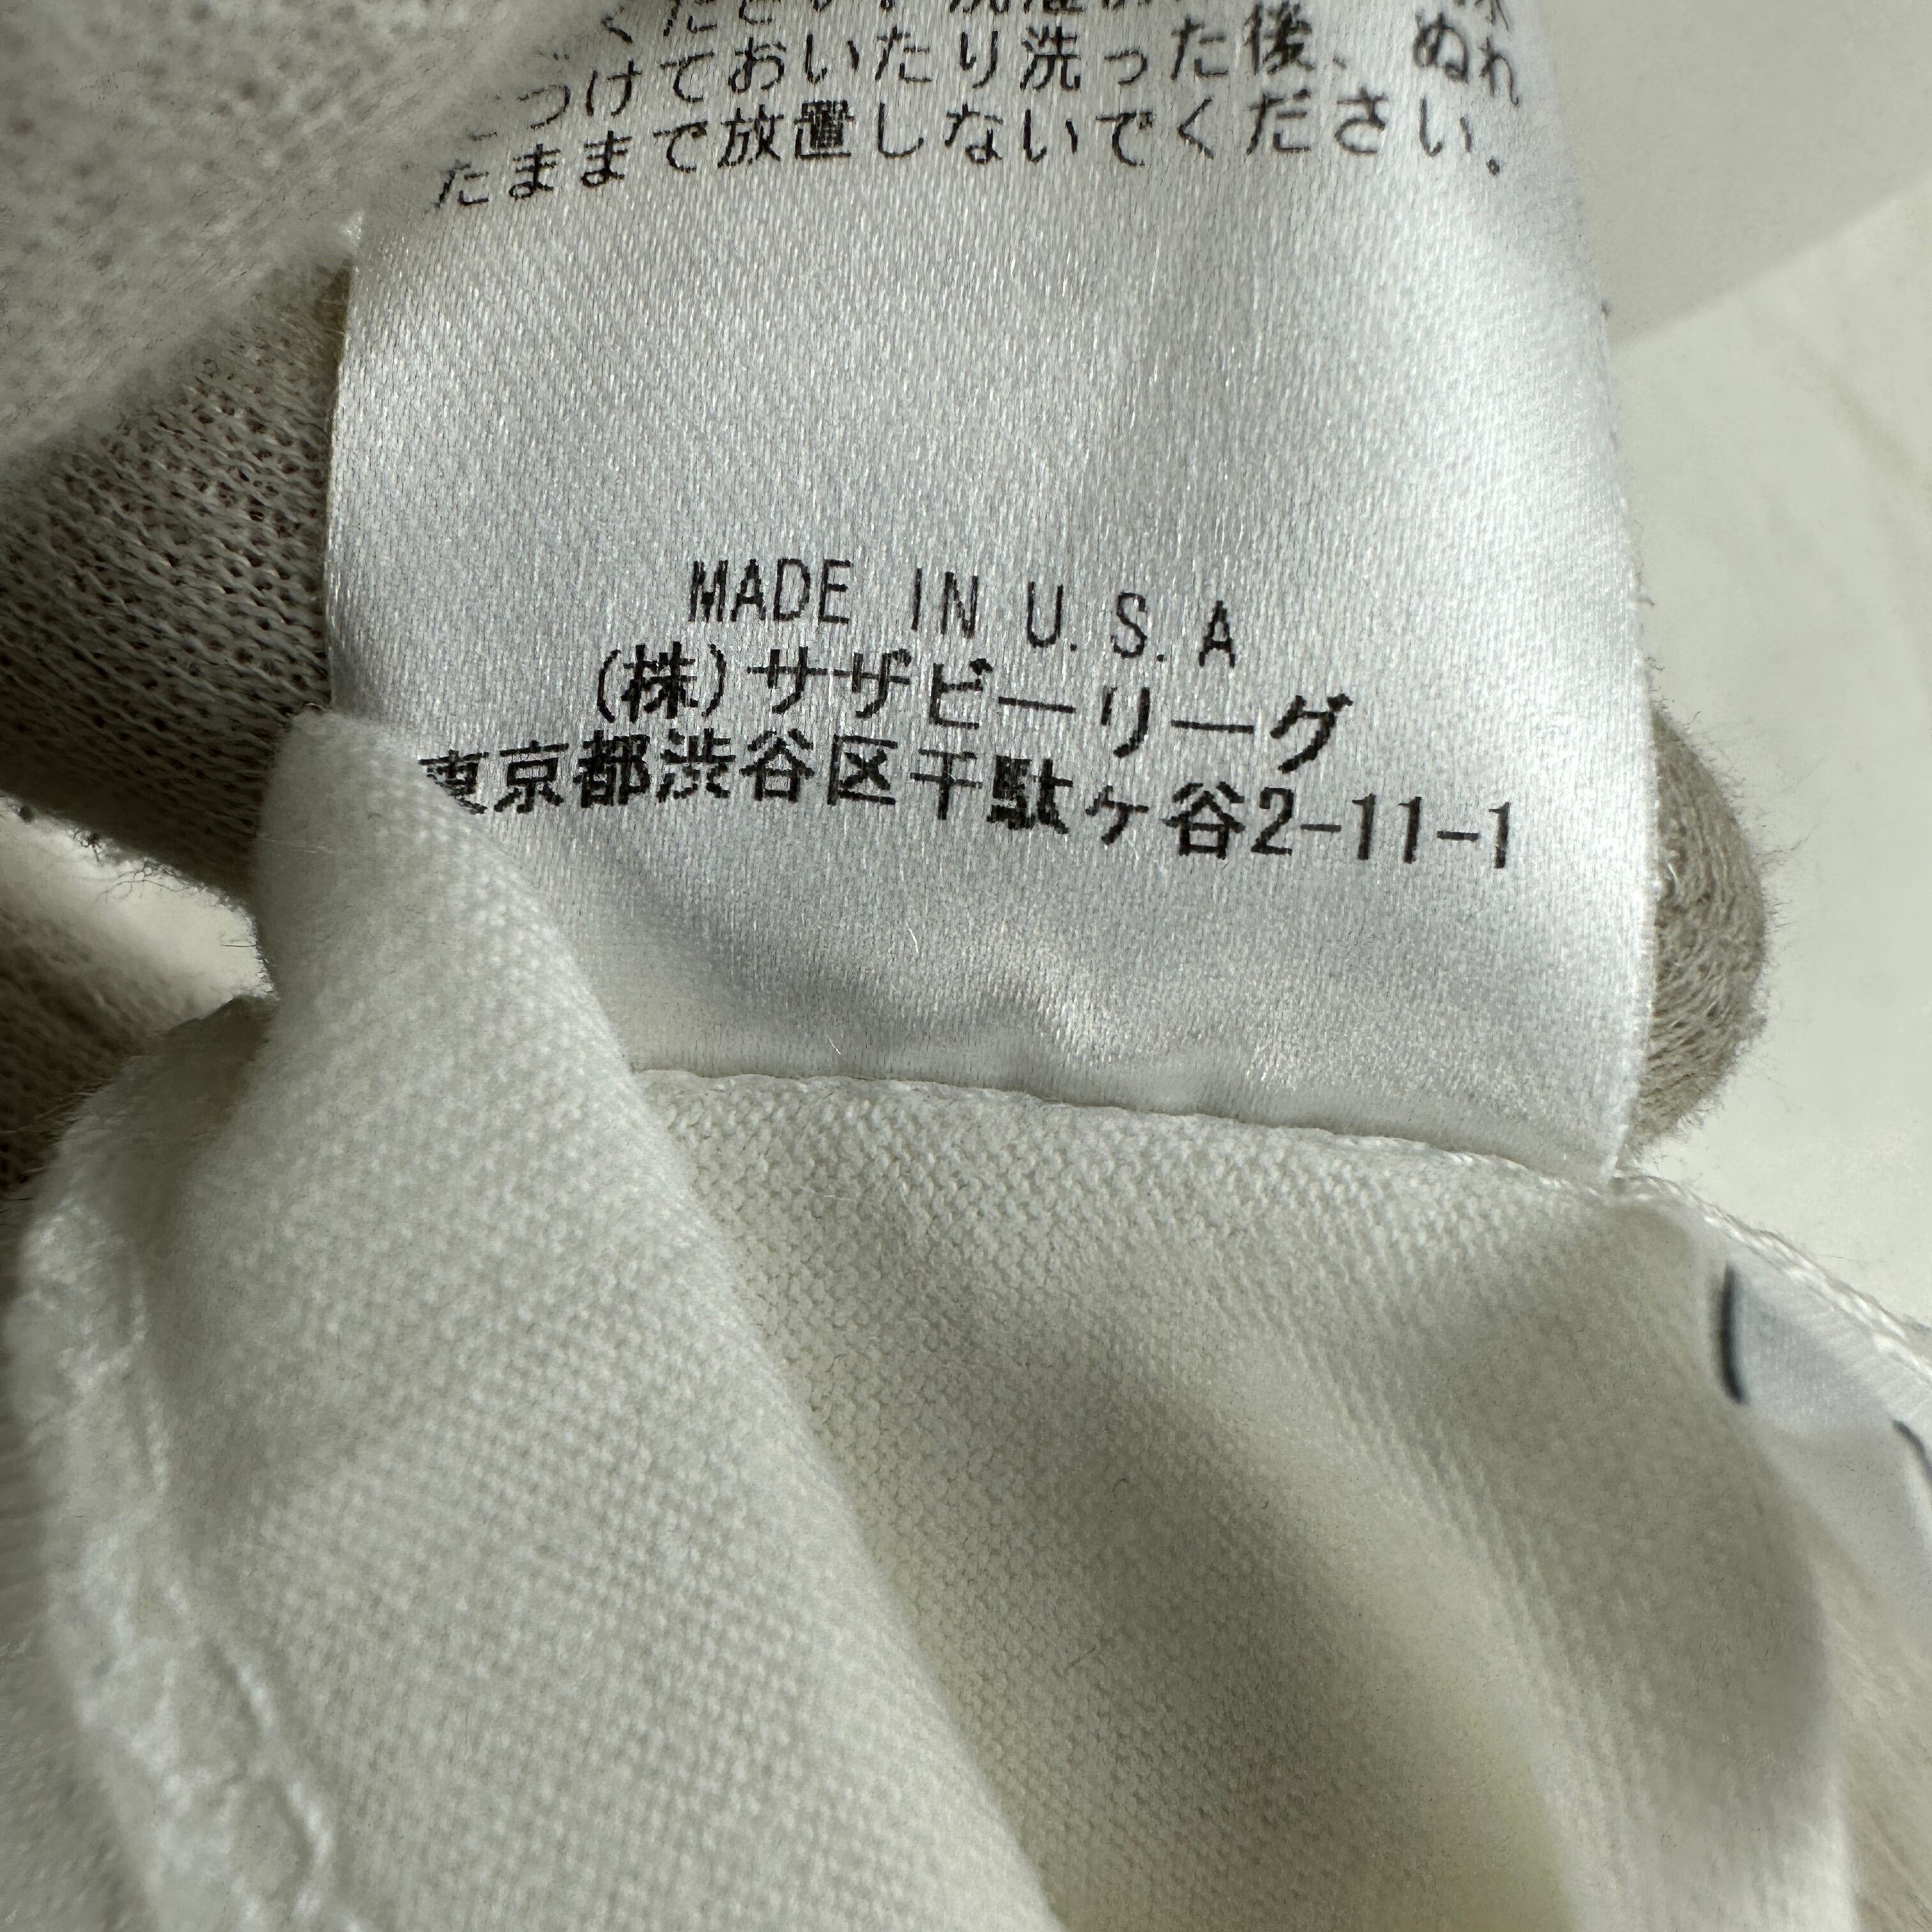 づけておいたり洗った後、ぬれ
たままで放置しないでください。
MADE IN U.S.A
(株)サザビーリーグ
東京都渋谷区千駄ヶ谷2-11-1